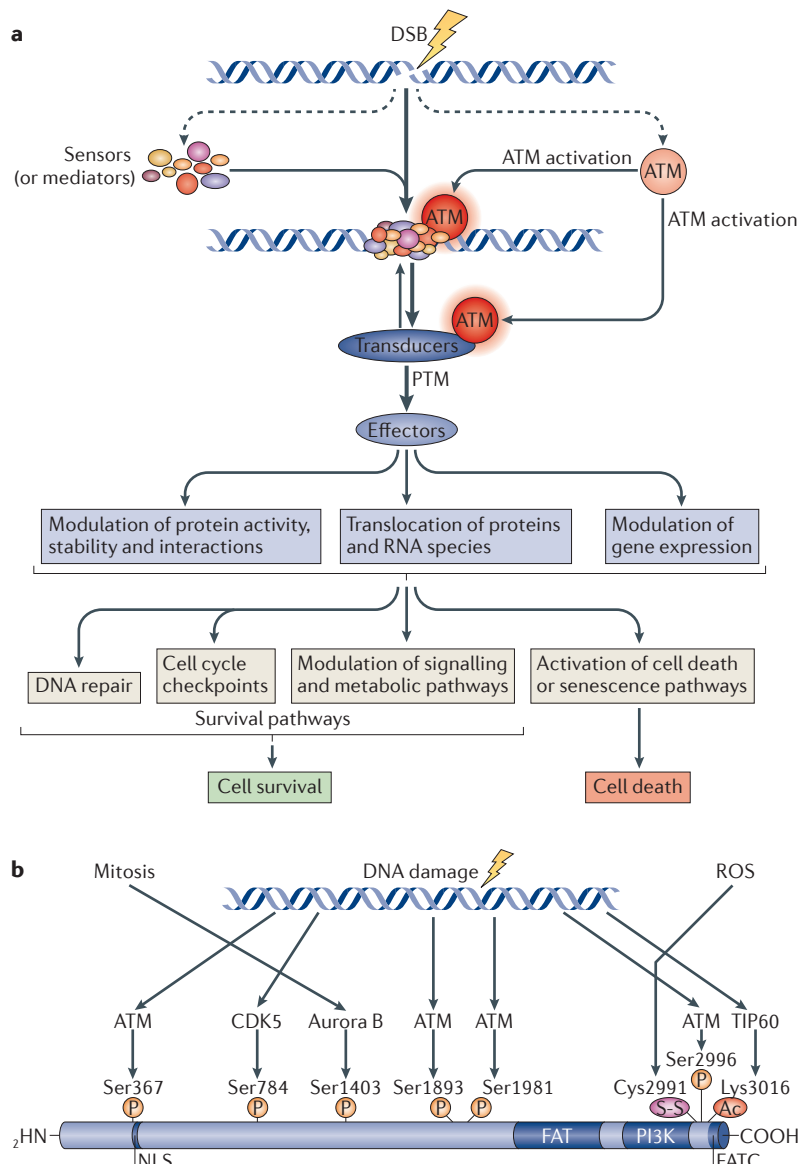 a
DSB
Sensors
(or mediators)
ATM activation
ATM
ATM
ATM activation
ATM
Transducers
PTM
Effectors
Modulation of protein activity,
stability and interactions
Translocation of proteins
and RNA species
Modulation of
gene expression
DNA repair
Cell cycle
checkpoints
Modulation of signalling
and metabolic pathways
Activation of cell death
or senescence pathways
Survival pathways
Cell survival
Cell death
b
Mitosis
DNA damage
ROS
ATM
CDK5
Aurora B
ATM
ATM
ATM
TIP60
Ser2996
P
Ser367
Ser784
Ser1403
Ser1893
Ser1981
Cys2991
Lys3016
P
P
P
P
P
S-S
Ac
₂HN
FAT
PI3K
COOH
NLS
FATC